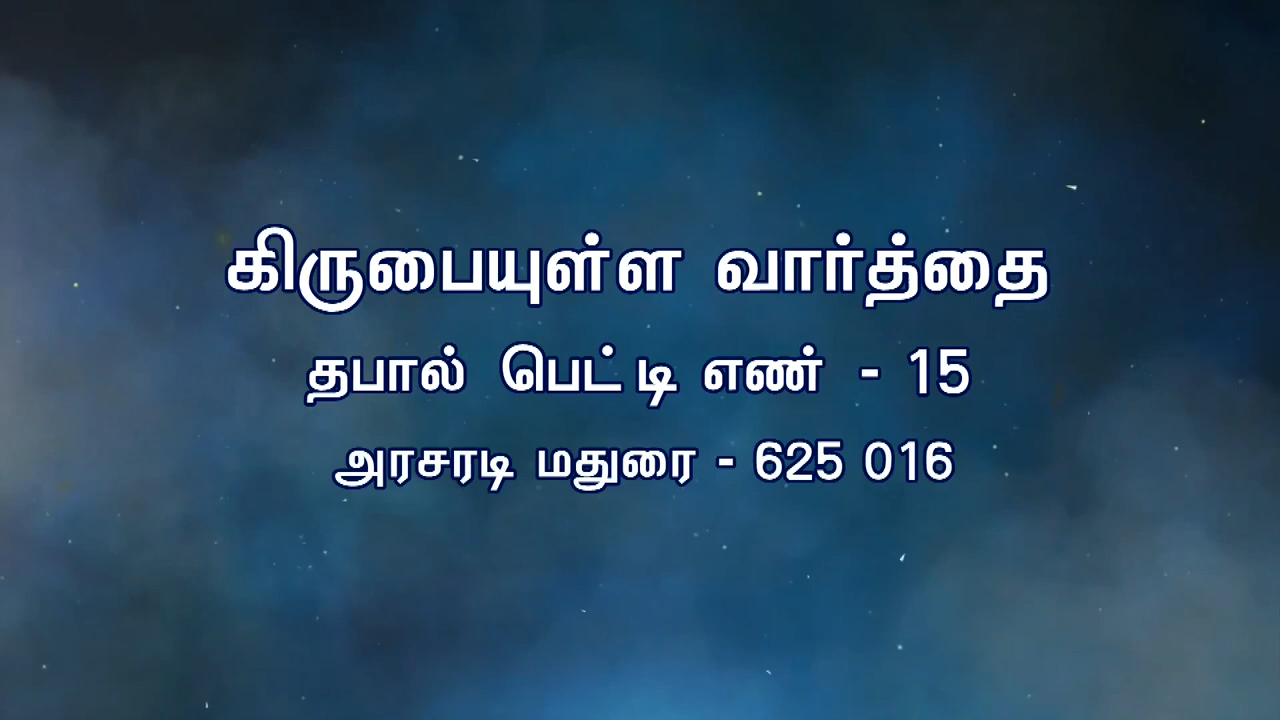 கிருபையுள்ள வார்த்தை
தபால் பெட்டி எண் - 15
அரசரடி மதுரை - 625 016